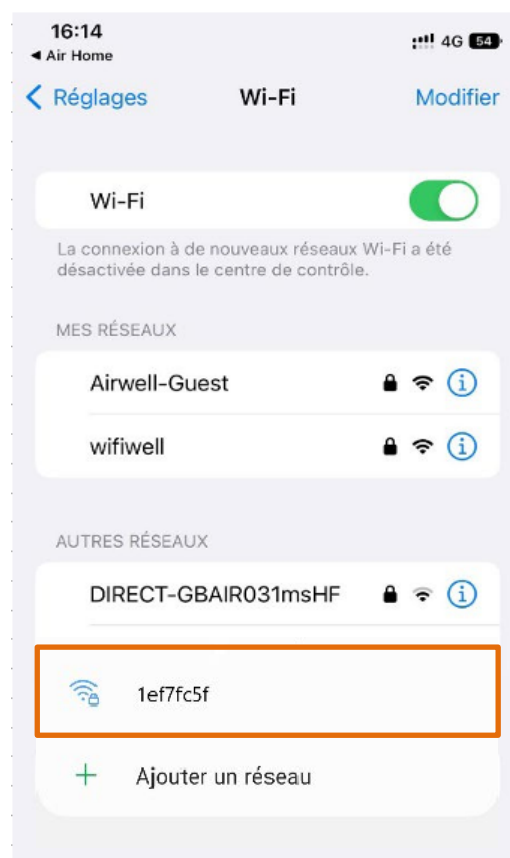 16:14
4G 54
◀ Air Home
Réglages Wi-Fi Modifier
Wi-Fi
La connexion à de nouveaux réseaux Wi-Fi a été
désactivée dans le centre de contrôle.
MES RÉSEAUX
Airwell-Guest
wifiwell
AUTRES RÉSEAUX
DIRECT-GBAIR031msHF
1ef7fc5f
Ajouter un réseau